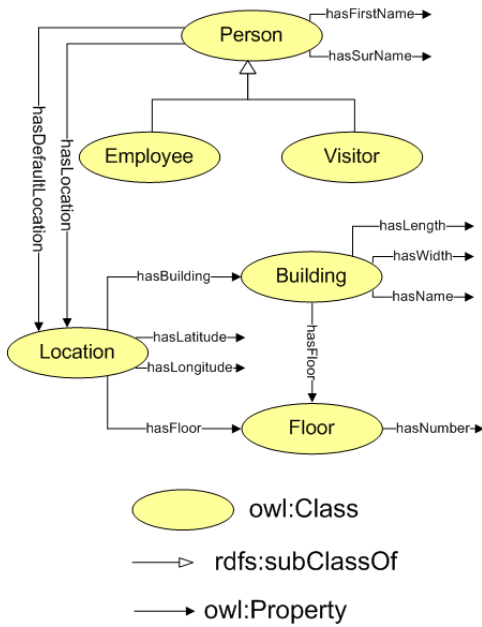 hasFirstName
Person
hasSurName
hasDefaultLocation
hasLocation
Employee
Visitor
hasLength
hasWidth
hasBuilding
Building
hasName
hasFloor
hasLatitude
Location
hasLongitude
hasFloor
Floor
hasNumber
owl:Class
rdfs:subClassOf
owl:Property